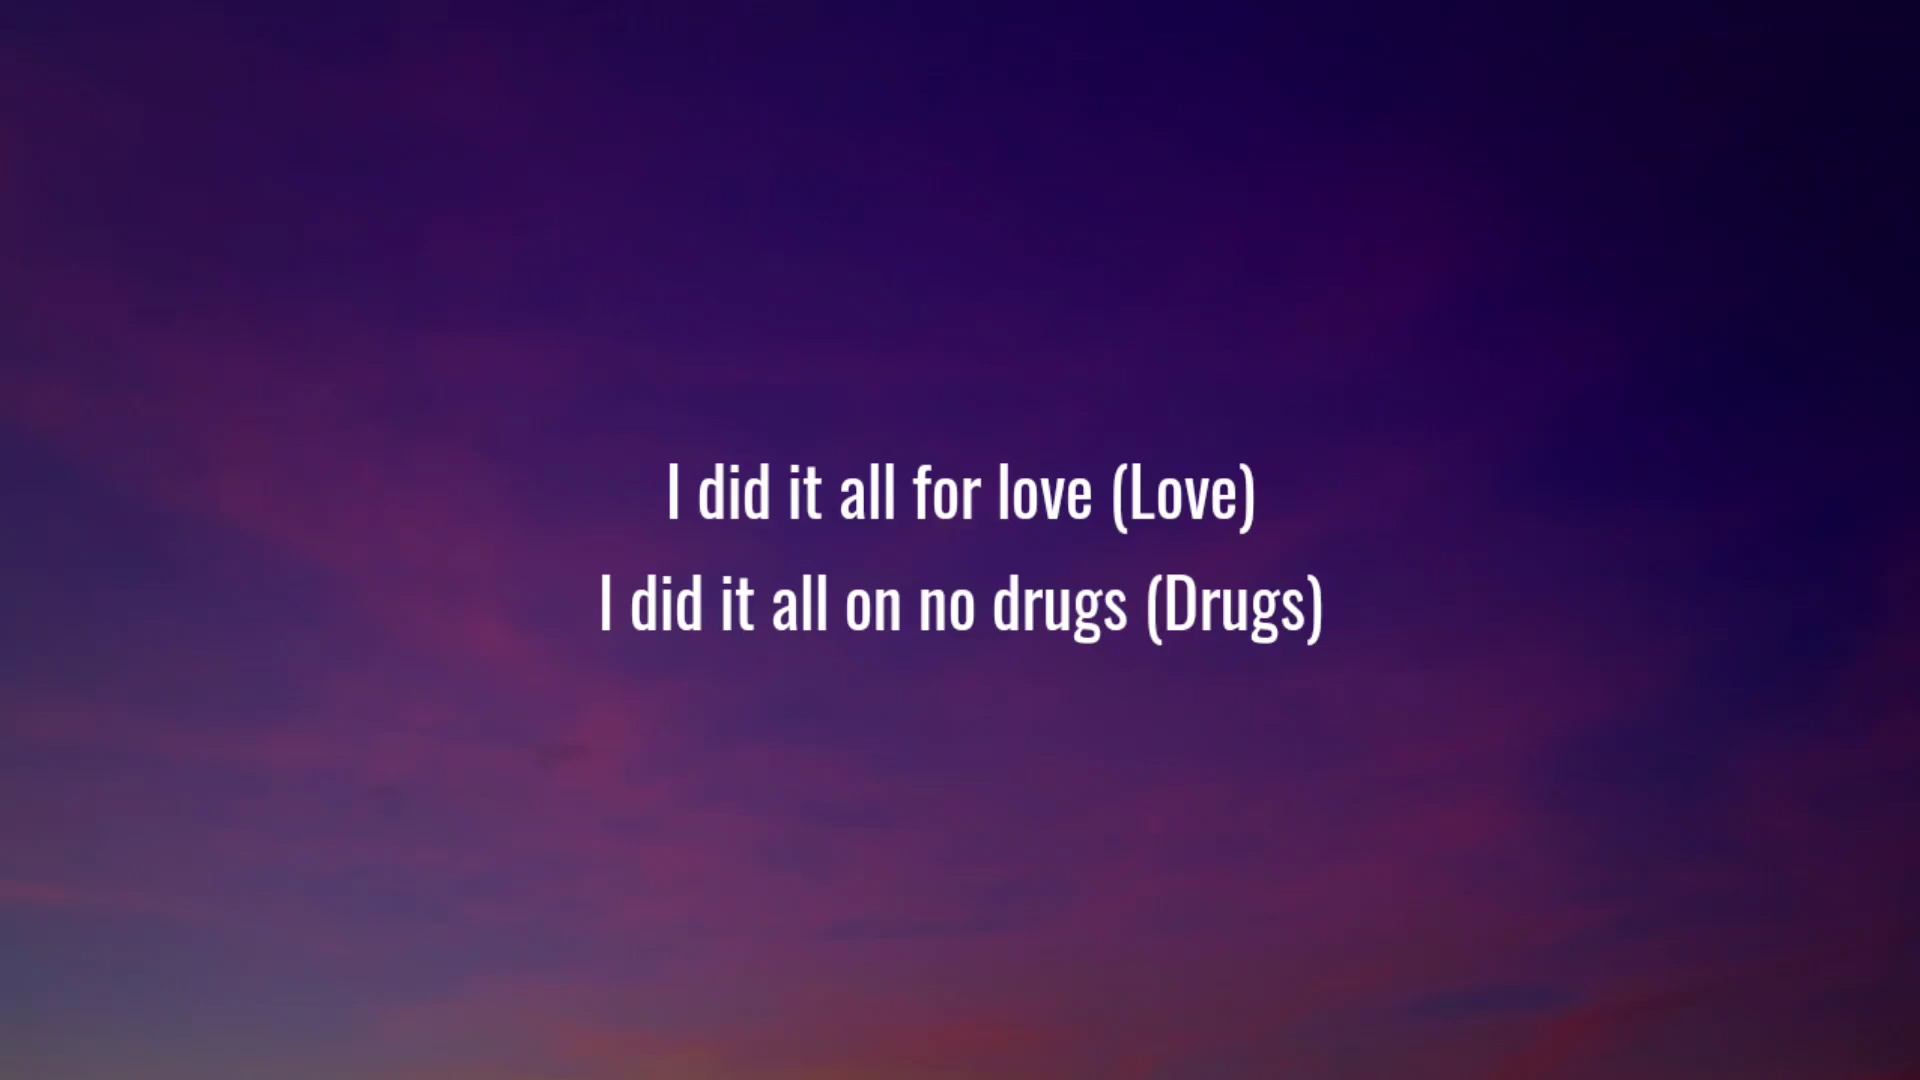 I did it all for love (Love)
I did it all on no drugs (Drugs)